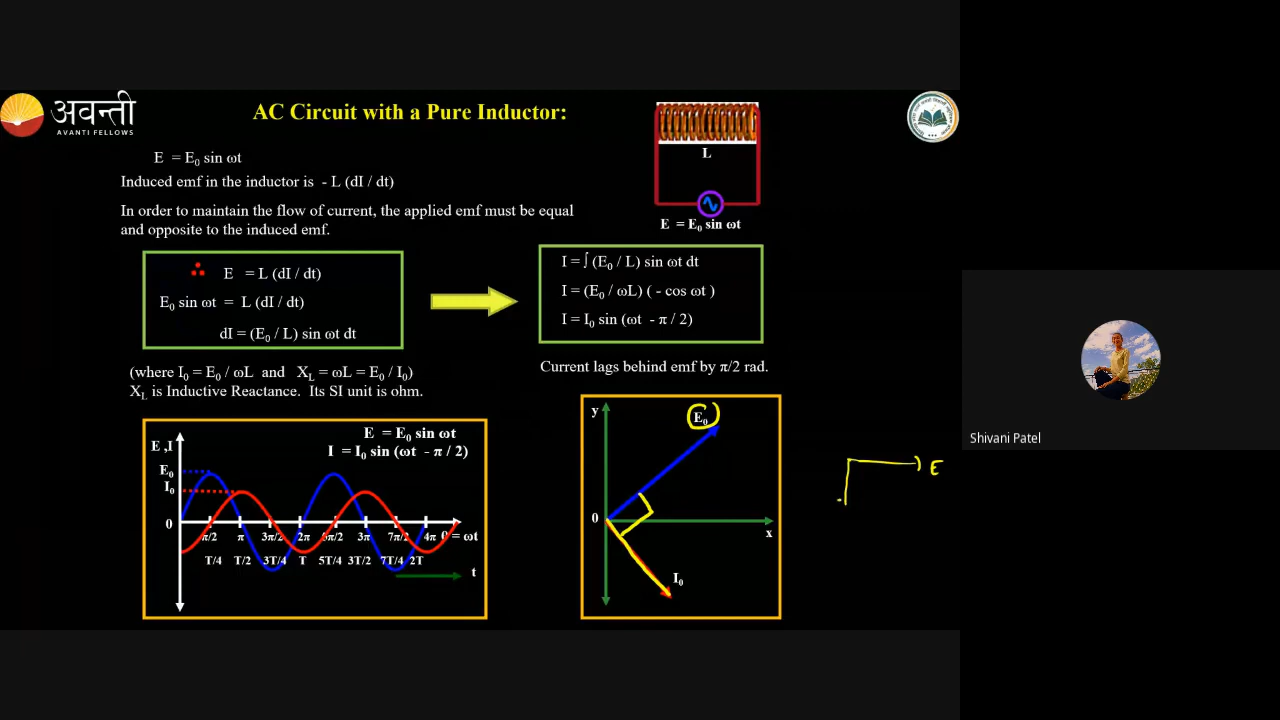 अवन्ती
AVANTI FELLOWS
AC Circuit with a Pure Inductor:
E = E₀ sin ωt
Induced emf in the inductor is - L (dI / dt)
In order to maintain the flow of current, the applied emf must be equal
and opposite to the induced emf.
L
E = E₀ sin ωt
∴ E = L (dI / dt)
E₀ sin ωt = L (dI / dt)
dI = (E₀ / L) sin ωt dt
I = ∫ (E₀ / L) sin ωt dt
I = (E₀ / ωL) ( - cos ωt )
I = I₀ sin (ωt - π / 2)
(where I₀ = E₀ / ωL and X_L = ωL = E₀ / I₀)
X_L is Inductive Reactance. Its SI unit is ohm.
Current lags behind emf by π/2 rad.
E = E₀ sin ωt
I = I₀ sin (ωt - π / 2)
E ,I
E₀
I₀
0
π/2 π 3π/2 2π 5π/2 3π 7π/2 4π θ = ωt
T/4 T/2 3T/4 T 5T/4 3T/2 7T/4 2T
t
y
E₀
0
x
I₀
E
Shivani Patel